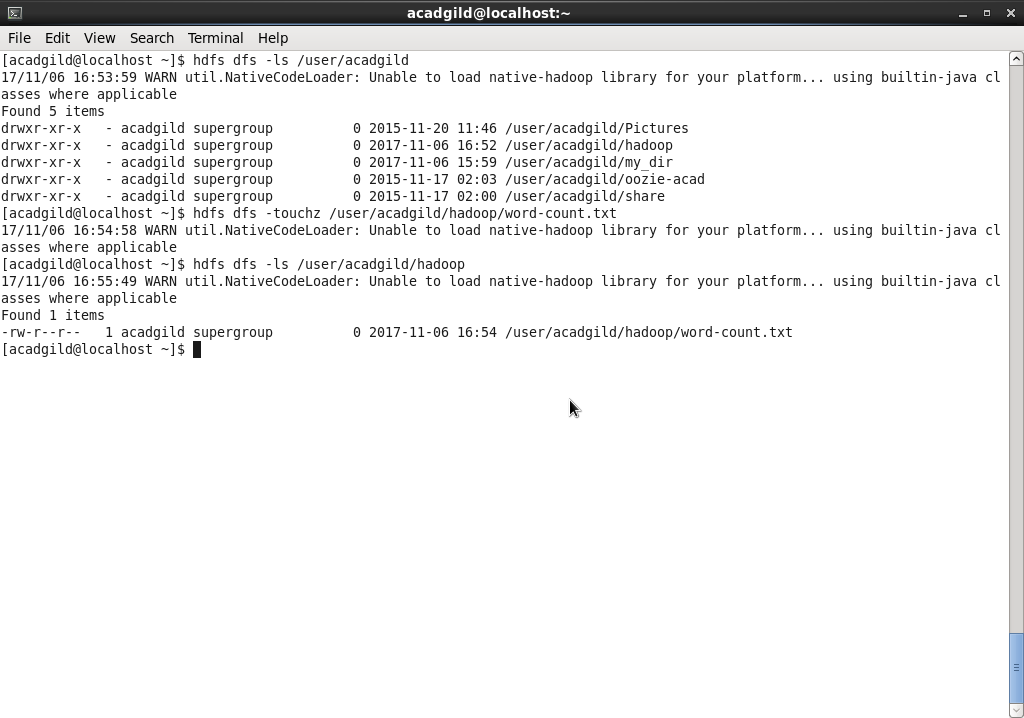 acadgild@localhost:~
File Edit View Search Terminal Help
[acadgild@localhost ~]$ hdfs dfs -ls /user/acadgild
17/11/06 16:53:59 WARN util.NativeCodeLoader: Unable to load native-hadoop library for your platform... using builtin-java cl
asses where applicable
Found 5 items
drwxr-xr-x   - acadgild supergroup          0 2015-11-20 11:46 /user/acadgild/Pictures
drwxr-xr-x   - acadgild supergroup          0 2017-11-06 16:52 /user/acadgild/hadoop
drwxr-xr-x   - acadgild supergroup          0 2017-11-06 15:59 /user/acadgild/my_dir
drwxr-xr-x   - acadgild supergroup          0 2015-11-17 02:03 /user/acadgild/oozie-acad
drwxr-xr-x   - acadgild supergroup          0 2015-11-17 02:00 /user/acadgild/share
[acadgild@localhost ~]$ hdfs dfs -touchz /user/acadgild/hadoop/word-count.txt
17/11/06 16:54:58 WARN util.NativeCodeLoader: Unable to load native-hadoop library for your platform... using builtin-java cl
asses where applicable
[acadgild@localhost ~]$ hdfs dfs -ls /user/acadgild/hadoop
17/11/06 16:55:49 WARN util.NativeCodeLoader: Unable to load native-hadoop library for your platform... using builtin-java cl
asses where applicable
Found 1 items
-rw-r--r--   1 acadgild supergroup          0 2017-11-06 16:54 /user/acadgild/hadoop/word-count.txt
[acadgild@localhost ~]$